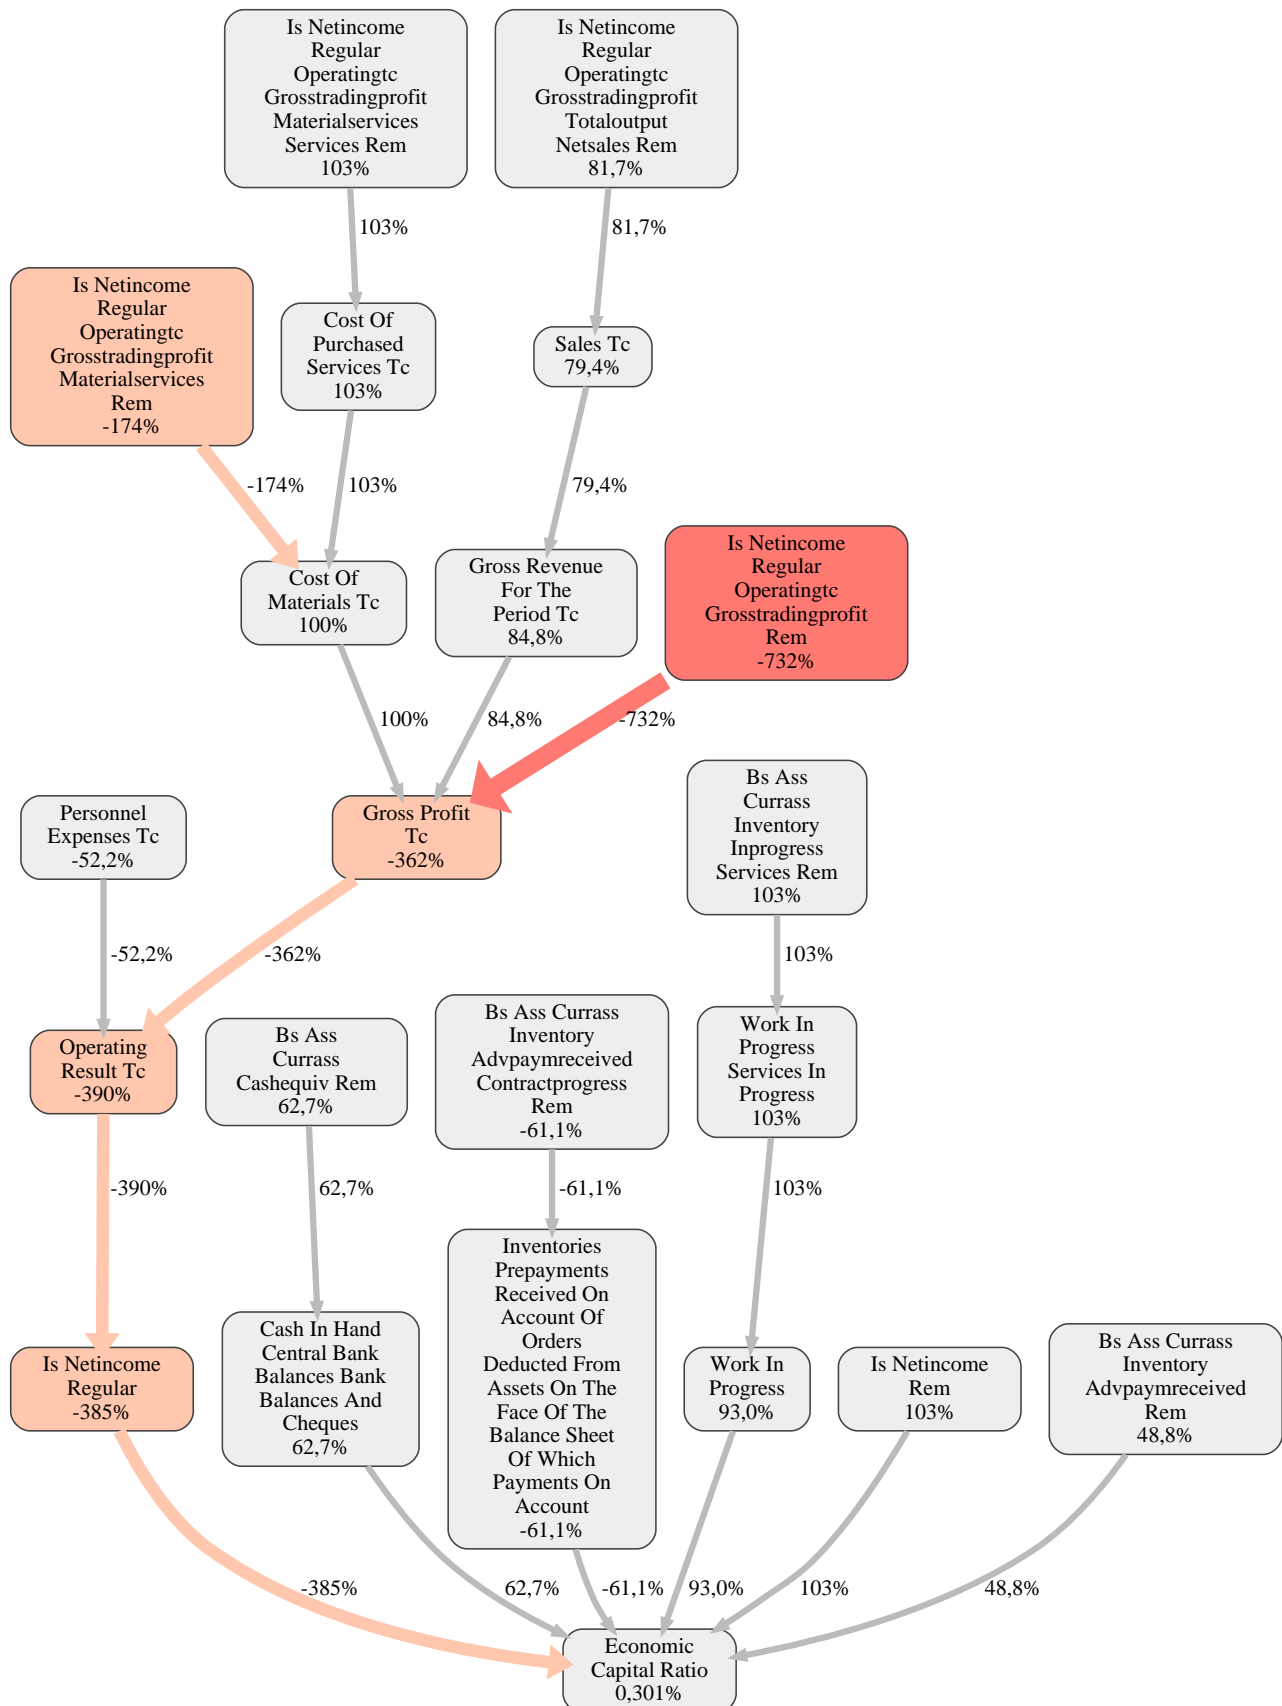 Is Netincome
Regular
Operatingtc
Grosstradingprofit
Materialservices
Services Rem
103%
Is Netincome
Regular
Operatingtc
Grosstradingprofit
Totaloutput
Netsales Rem
81,7%
103%
81,7%
Is Netincome
Regular
Operatingtc
Grosstradingprofit
Materialservices
Rem
-174%
Cost Of
Purchased
Services Tc
103%
Sales Tc
79,4%
-174%
103%
79,4%
Cost Of
Materials Tc
100%
Gross Revenue
For The
Period Tc
84,8%
Is Netincome
Regular
Operatingtc
Grosstradingprofit
Rem
-732%
100%
84,8%
-732%
Personnel
Expenses Tc
-52,2%
Gross Profit
Tc
-362%
Bs Ass
Currass
Inventory
Inprogress
Services Rem
103%
-52,2%
-362%
103%
Operating
Result Tc
-390%
Bs Ass
Currass
Cashequiv Rem
62,7%
Bs Ass Currass
Inventory
Advpaymreceived
Contractprogress
Rem
-61,1%
Work In
Progress
Services In
Progress
103%
-390%
62,7%
-61,1%
103%
Is Netincome
Regular
-385%
Cash In Hand
Central Bank
Balances Bank
Balances And
Cheques
62,7%
Inventories
Prepayments
Received On
Account Of
Orders
Deducted From
Assets On The
Face Of The
Balance Sheet
Of Which
Payments On
Account
-61,1%
Work In
Progress
93,0%
Is Netincome
Rem
103%
Bs Ass Currass
Inventory
Advpaymreceived
Rem
48,8%
-385%
62,7%
-61,1%
93,0%
103%
48,8%
Economic
Capital Ratio
0,301%